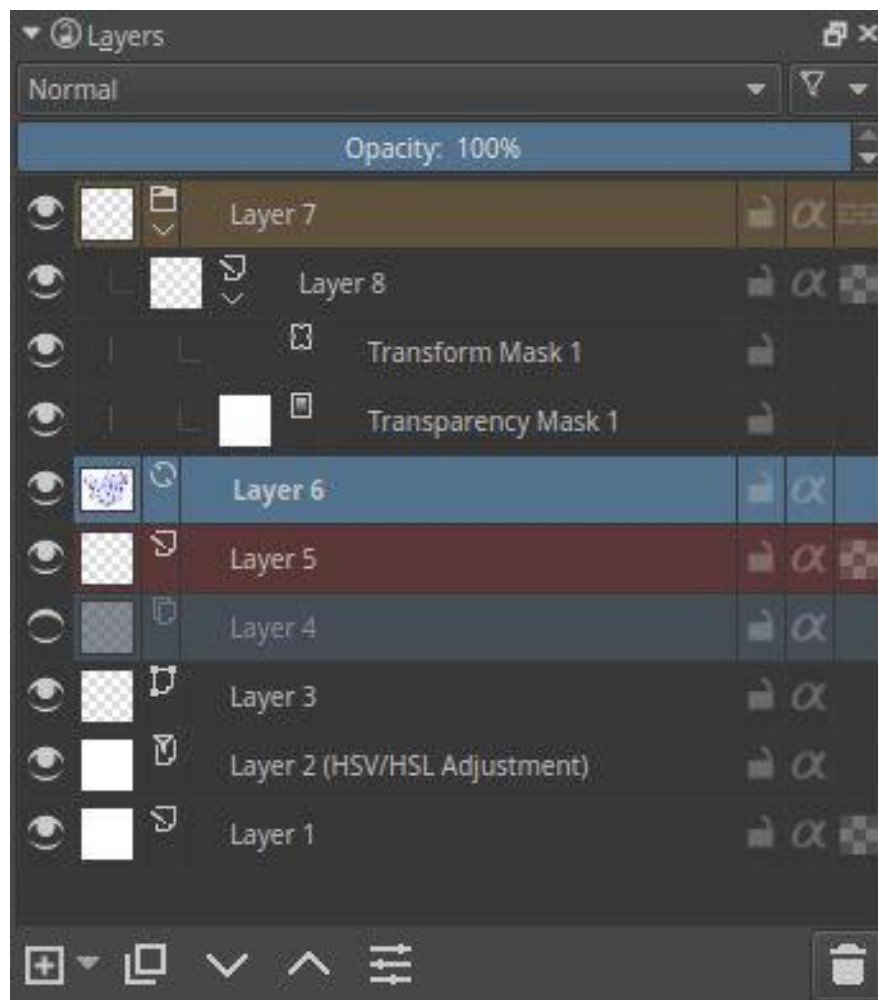 Layers
Normal
Opacity: 100%
Layer 7
Layer 8
Transform Mask 1
Transparency Mask 1
Layer 6
Layer 5
Layer 4
Layer 3
Layer 2 (HSV/HSL Adjustment)
Layer 1